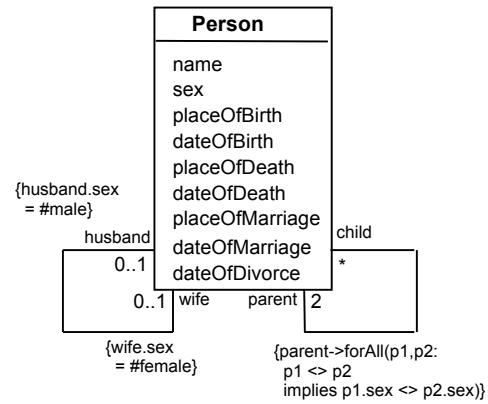 Person
name
sex
placeOfBirth
dateOfBirth
placeOfDeath
dateOfDeath
placeOfMarriage
dateOfMarriage
dateOfDivorce
{husband.sex
= #male}
husband
0..1
0..1
wife
{wife.sex
= #female}
child
*
parent
2
{parent->forAll(p1,p2:
p1 <> p2
implies p1.sex <> p2.sex)}